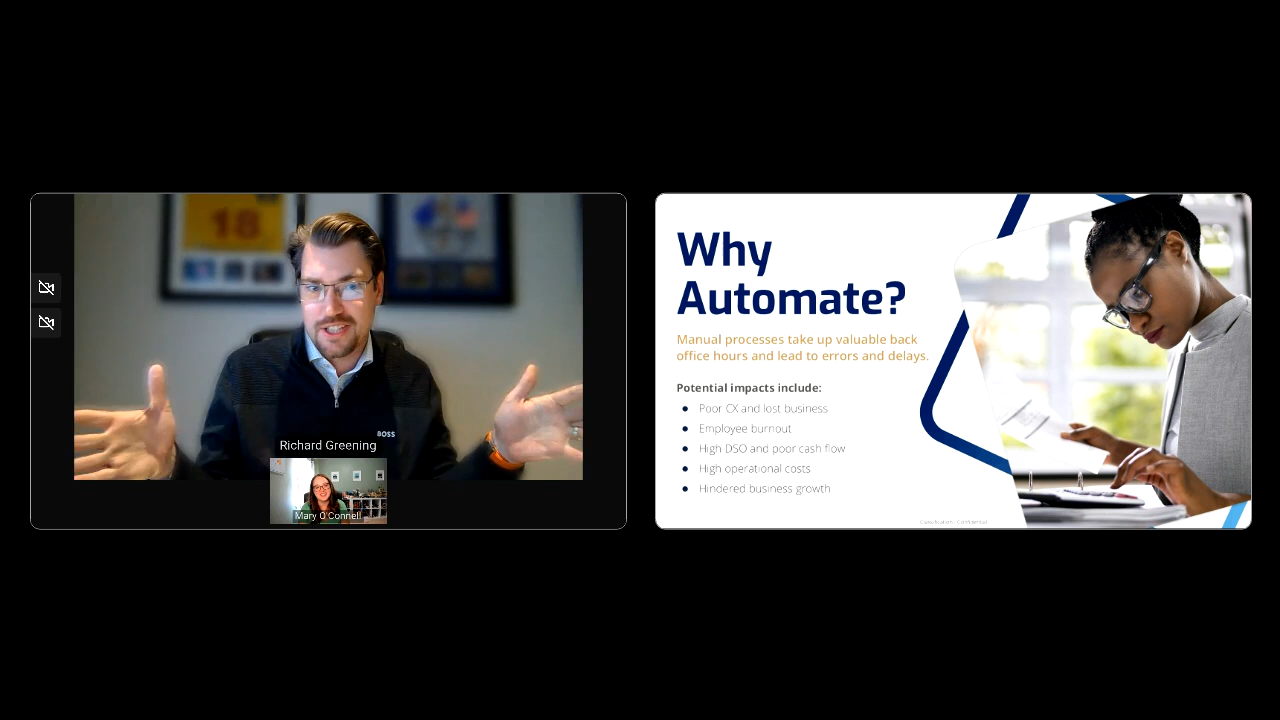 18
BOSS
Richard Greening
Mary O'Connell
Why
Automate?
Manual processes take up valuable back
office hours and lead to errors and delays.
Potential impacts include:
● Poor CX and lost business
● Employee burnout
● High DSO and poor cash flow
● High operational costs
● Hindered business growth
Classification: Confidential